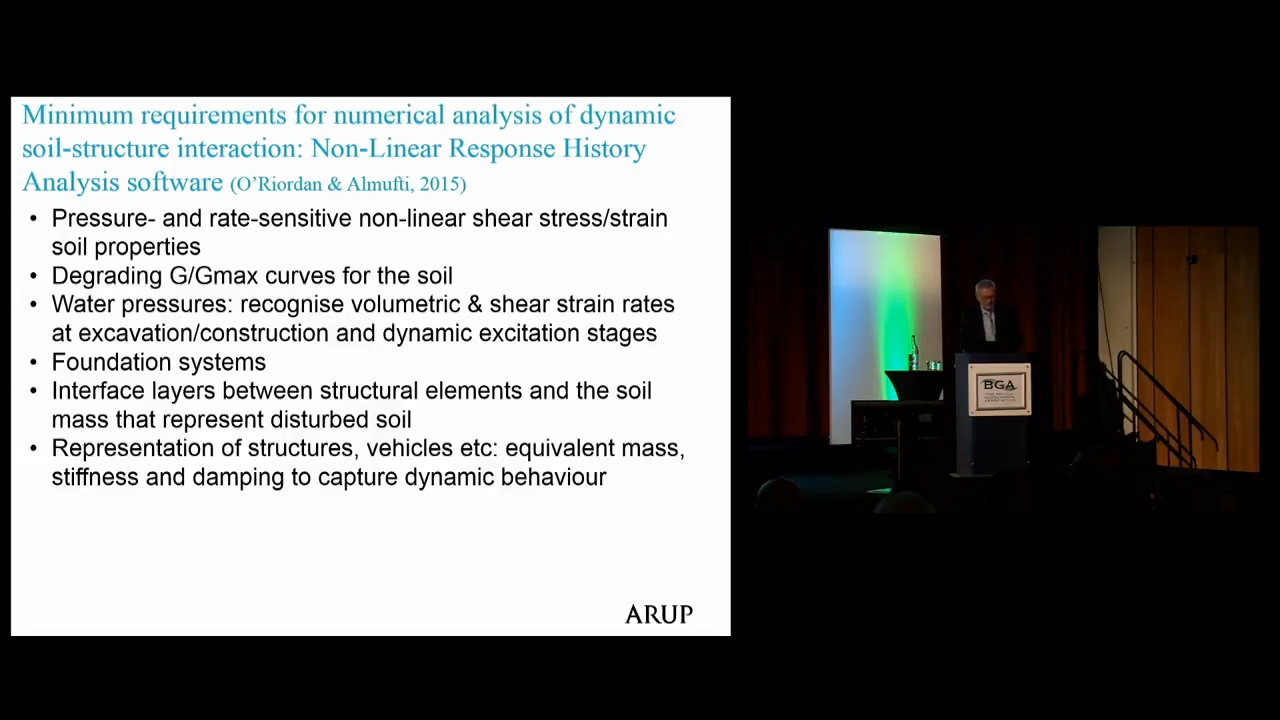 Minimum requirements for numerical analysis of dynamic
soil-structure interaction: Non-Linear Response History
Analysis software (O’Riordan & Almufti, 2015)
• Pressure- and rate-sensitive non-linear shear stress/strain
soil properties
• Degrading G/Gmax curves for the soil
• Water pressures: recognise volumetric & shear strain rates
at excavation/construction and dynamic excitation stages
• Foundation systems
• Interface layers between structural elements and the soil
mass that represent disturbed soil
• Representation of structures, vehicles etc: equivalent mass,
stiffness and damping to capture dynamic behaviour
ARUP
BGA